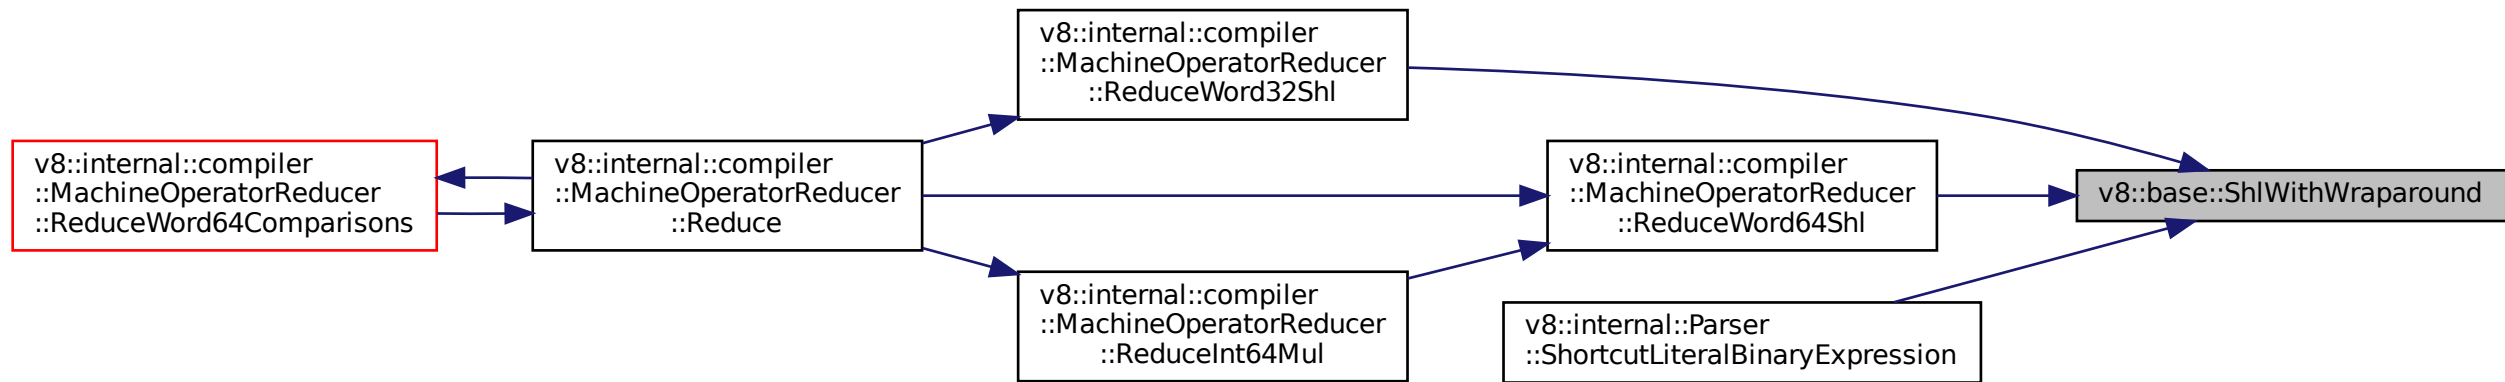 v8::internal::compiler
::MachineOperatorReducer
::ReduceWord32Shl
v8::internal::compiler
::MachineOperatorReducer
::ReduceWord64Comparisons
v8::internal::compiler
::MachineOperatorReducer
::Reduce
v8::internal::compiler
::MachineOperatorReducer
::ReduceWord64Shl
v8::base::ShlWithWraparound
v8::internal::compiler
::MachineOperatorReducer
::ReduceInt64Mul
v8::internal::Parser
::ShortcutLiteralBinaryExpression